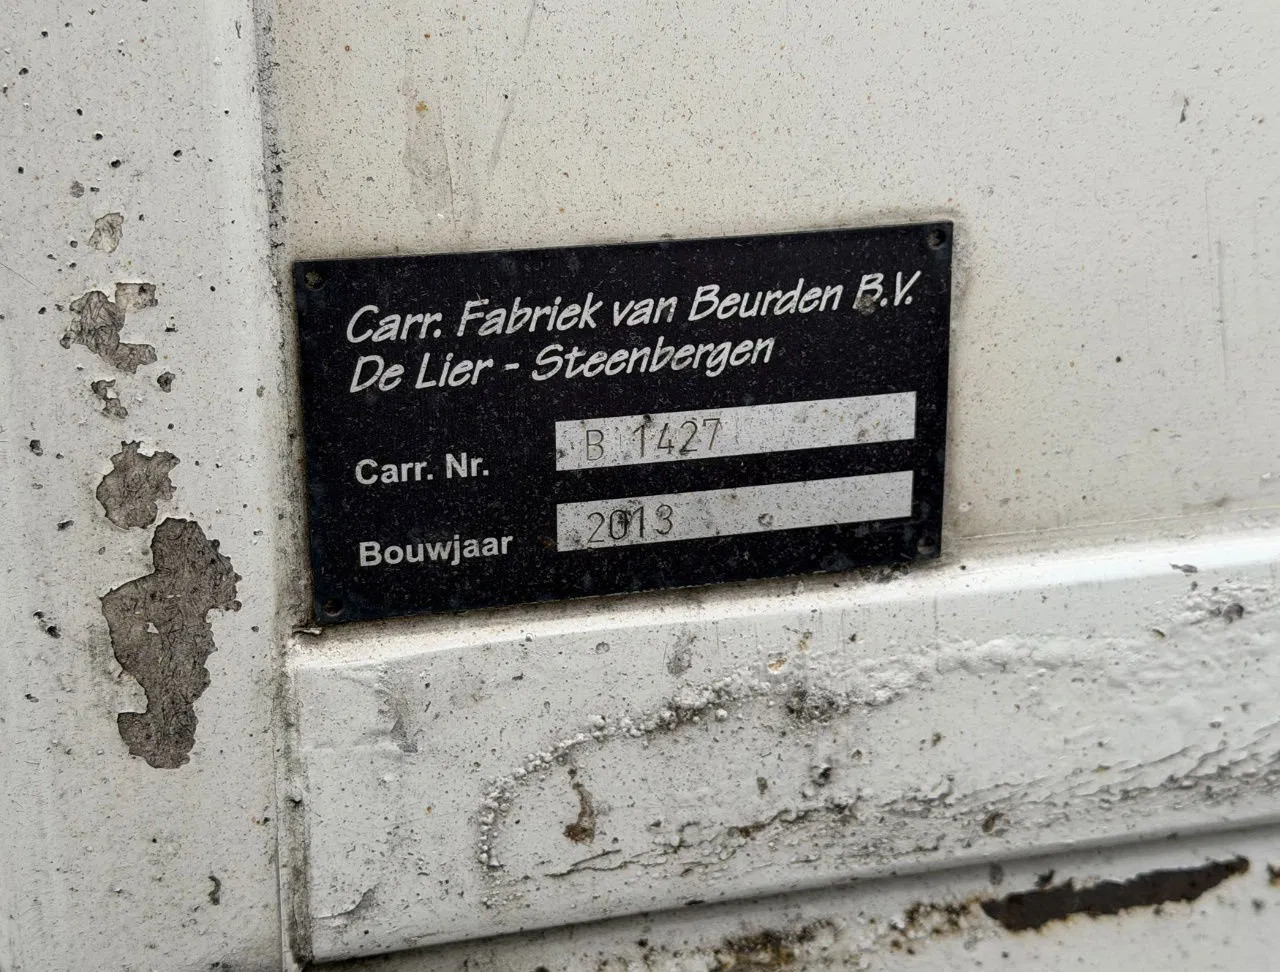 Carr. Fabriek van Beurden B.V.
De Lier - Steenbergen
Carr. Nr. B 1427
Bouwjaar 2013